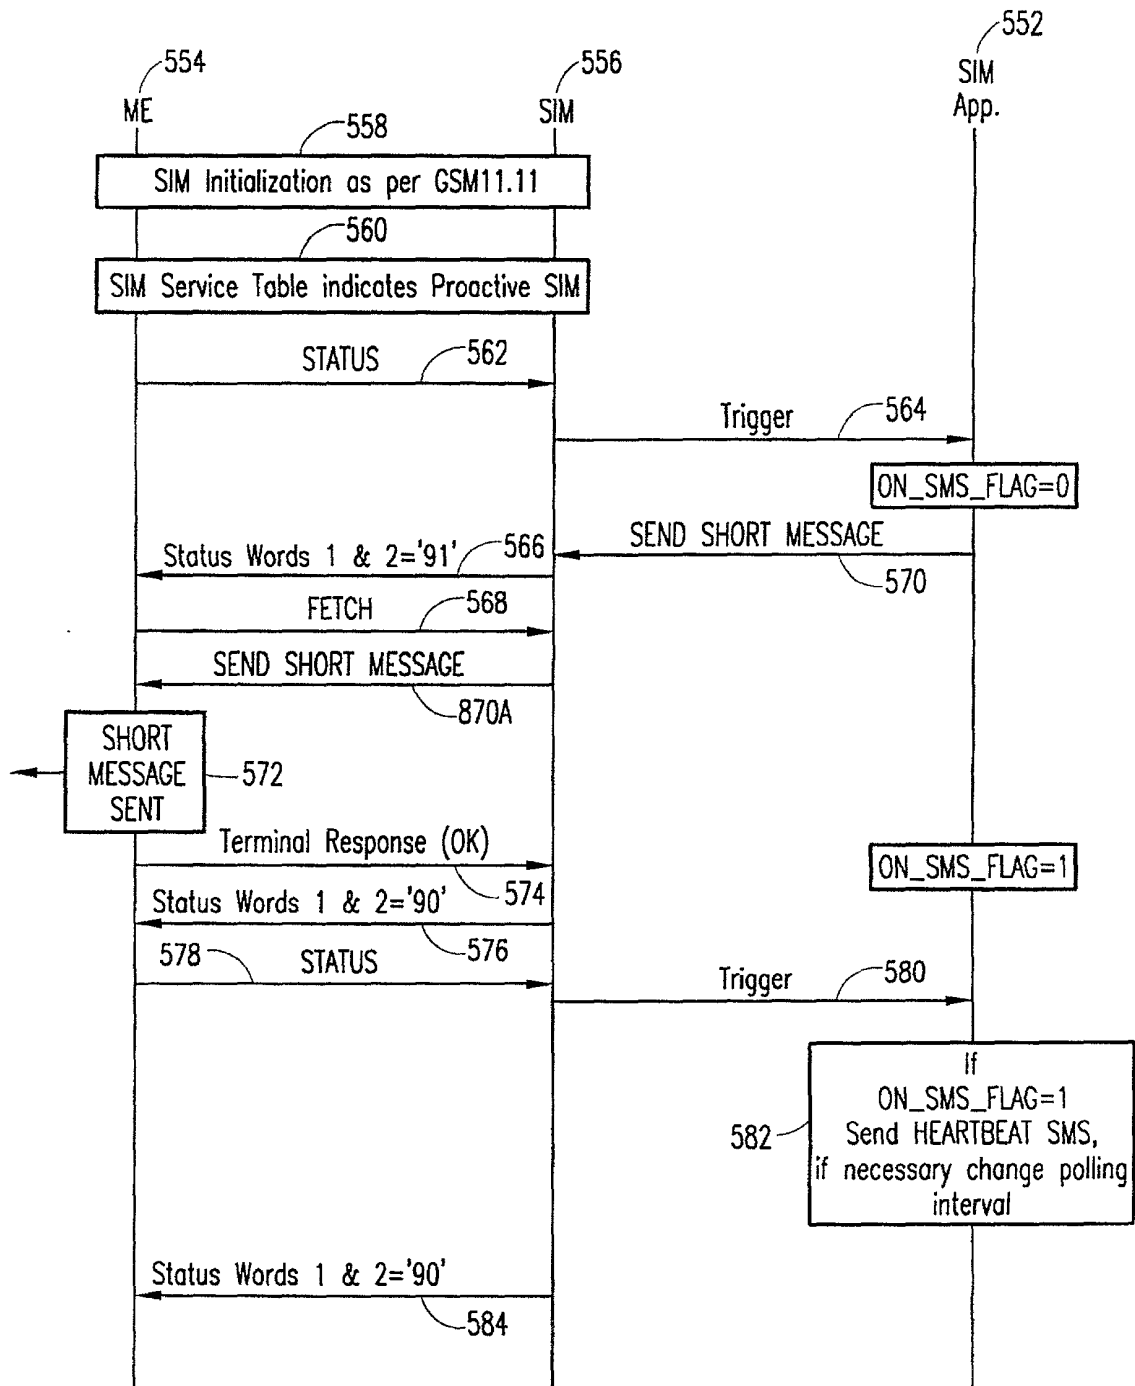 552
554
556
SIM
App.
ME
SIM
558
SIM Initialization as per GSM11.11
560
SIM Service Table indicates Proactive SIM
STATUS
562
Trigger
564
ON_SMS_FLAG=0
SEND SHORT MESSAGE
570
Status Words 1 & 2='91'
566
FETCH
568
SEND SHORT MESSAGE
870A
SHORT
MESSAGE
SENT
572
Terminal Response (OK)
574
ON_SMS_FLAG=1
Status Words 1 & 2='90'
576
578
STATUS
Trigger
580
If
ON_SMS_FLAG=1
Send HEARTBEAT SMS,
if necessary change polling
interval
582
Status Words 1 & 2='90'
584